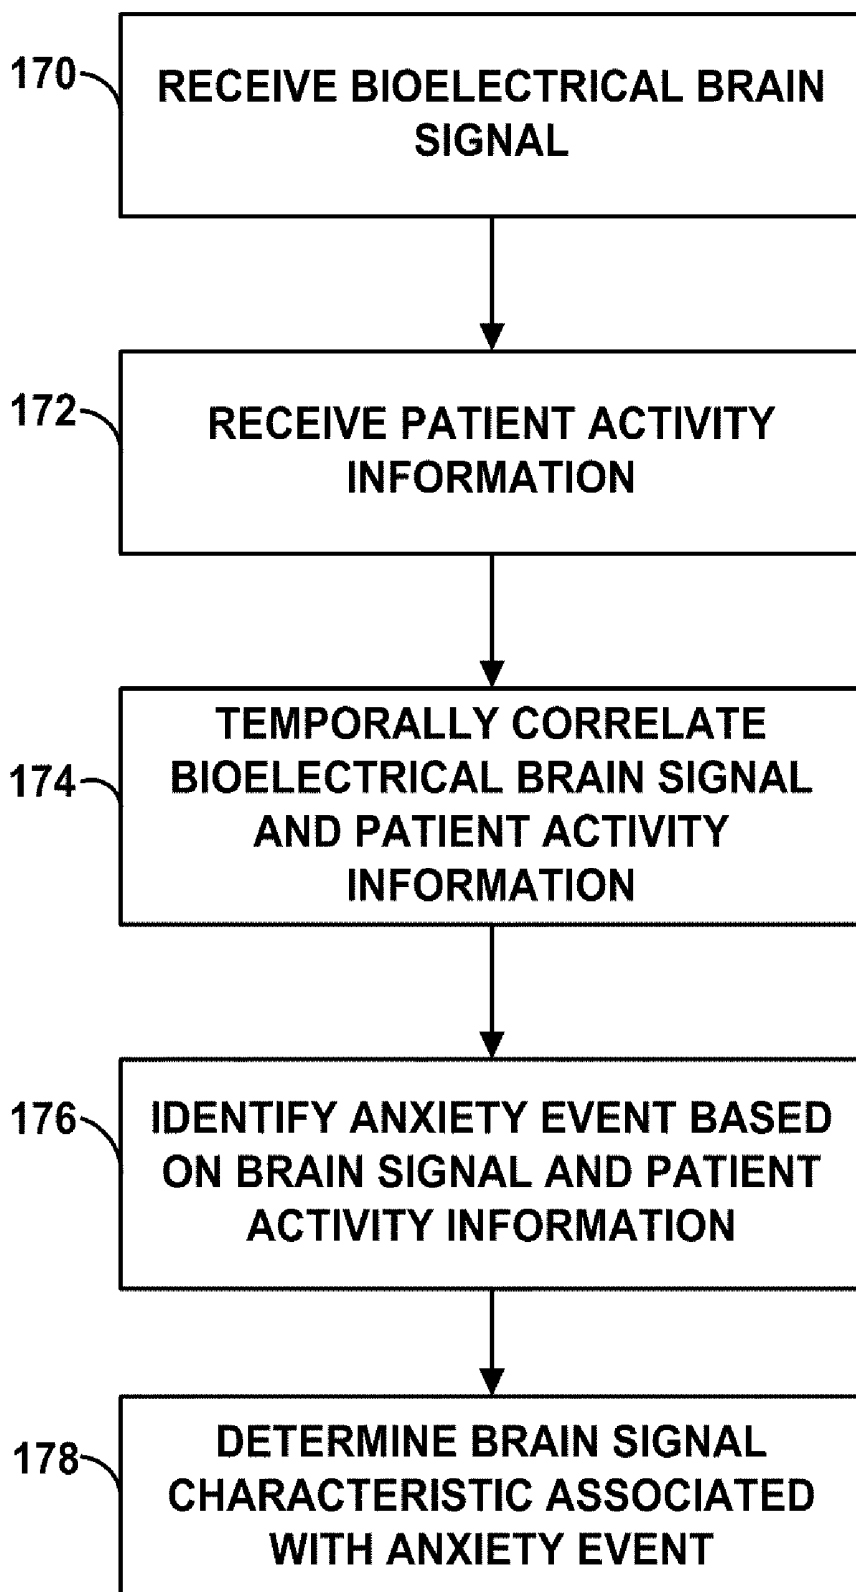 170
RECEIVE BIOELECTRICAL BRAIN
SIGNAL
172
RECEIVE PATIENT ACTIVITY
INFORMATION
174
TEMPORALLY CORRELATE
BIOELECTRICAL BRAIN SIGNAL
AND PATIENT ACTIVITY
INFORMATION
176
IDENTIFY ANXIETY EVENT BASED
ON BRAIN SIGNAL AND PATIENT
ACTIVITY INFORMATION
178
DETERMINE BRAIN SIGNAL
CHARACTERISTIC ASSOCIATED
WITH ANXIETY EVENT